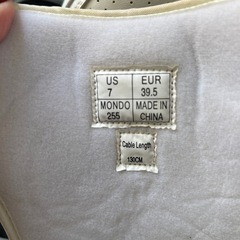 US EUR
7 39.5
MONDO MADE IN
255 CHINA
Cable Length
130CM